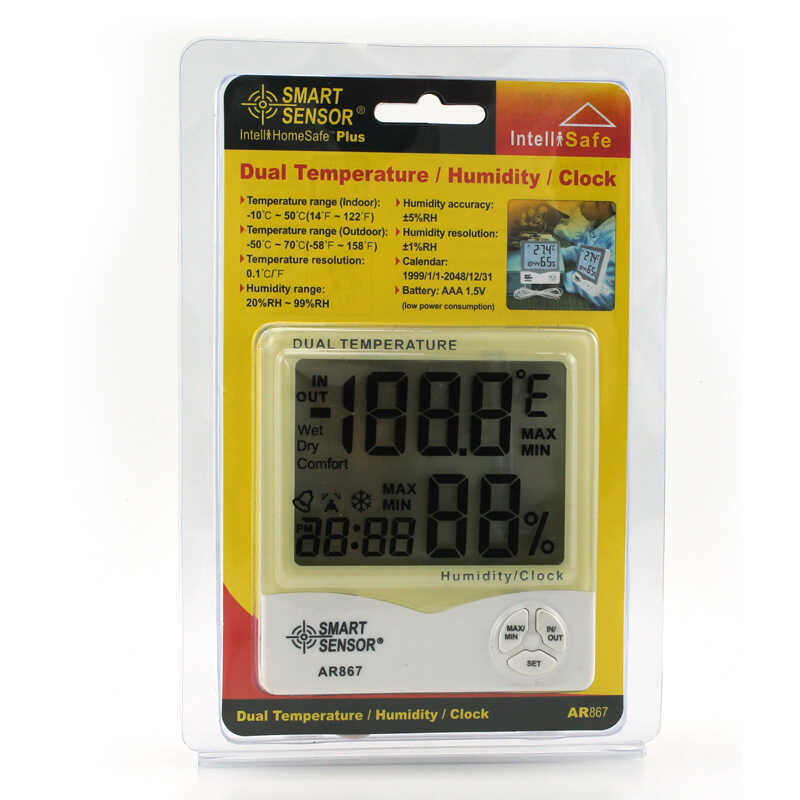 SMART
SENSOR®
IntelliHomeSafe™ Plus
IntelliSafe
Dual Temperature / Humidity / Clock
Temperature range (Indoor):
-10℃ ~ 50℃(14℉ ~ 122℉)
Temperature range (Outdoor):
-50℃ ~ 70℃(-58℉ ~ 158℉)
Temperature resolution:
0.1℃/℉
Humidity range:
20%RH ~ 99%RH
Humidity accuracy:
±5%RH
Humidity resolution:
±1%RH
Calendar:
1999/1/1-2048/12/31
Battery: AAA 1.5V
(low power consumption)
DUAL TEMPERATURE
IN
OUT
-188.8°E
Wet
Dry
Comfort
MAX
MIN
MAX
MIN
PM
88:88
88%
Humidity/Clock
SMART
SENSOR®
AR867
MAX/
MIN
IN/
OUT
SET
Dual Temperature / Humidity / Clock
AR867